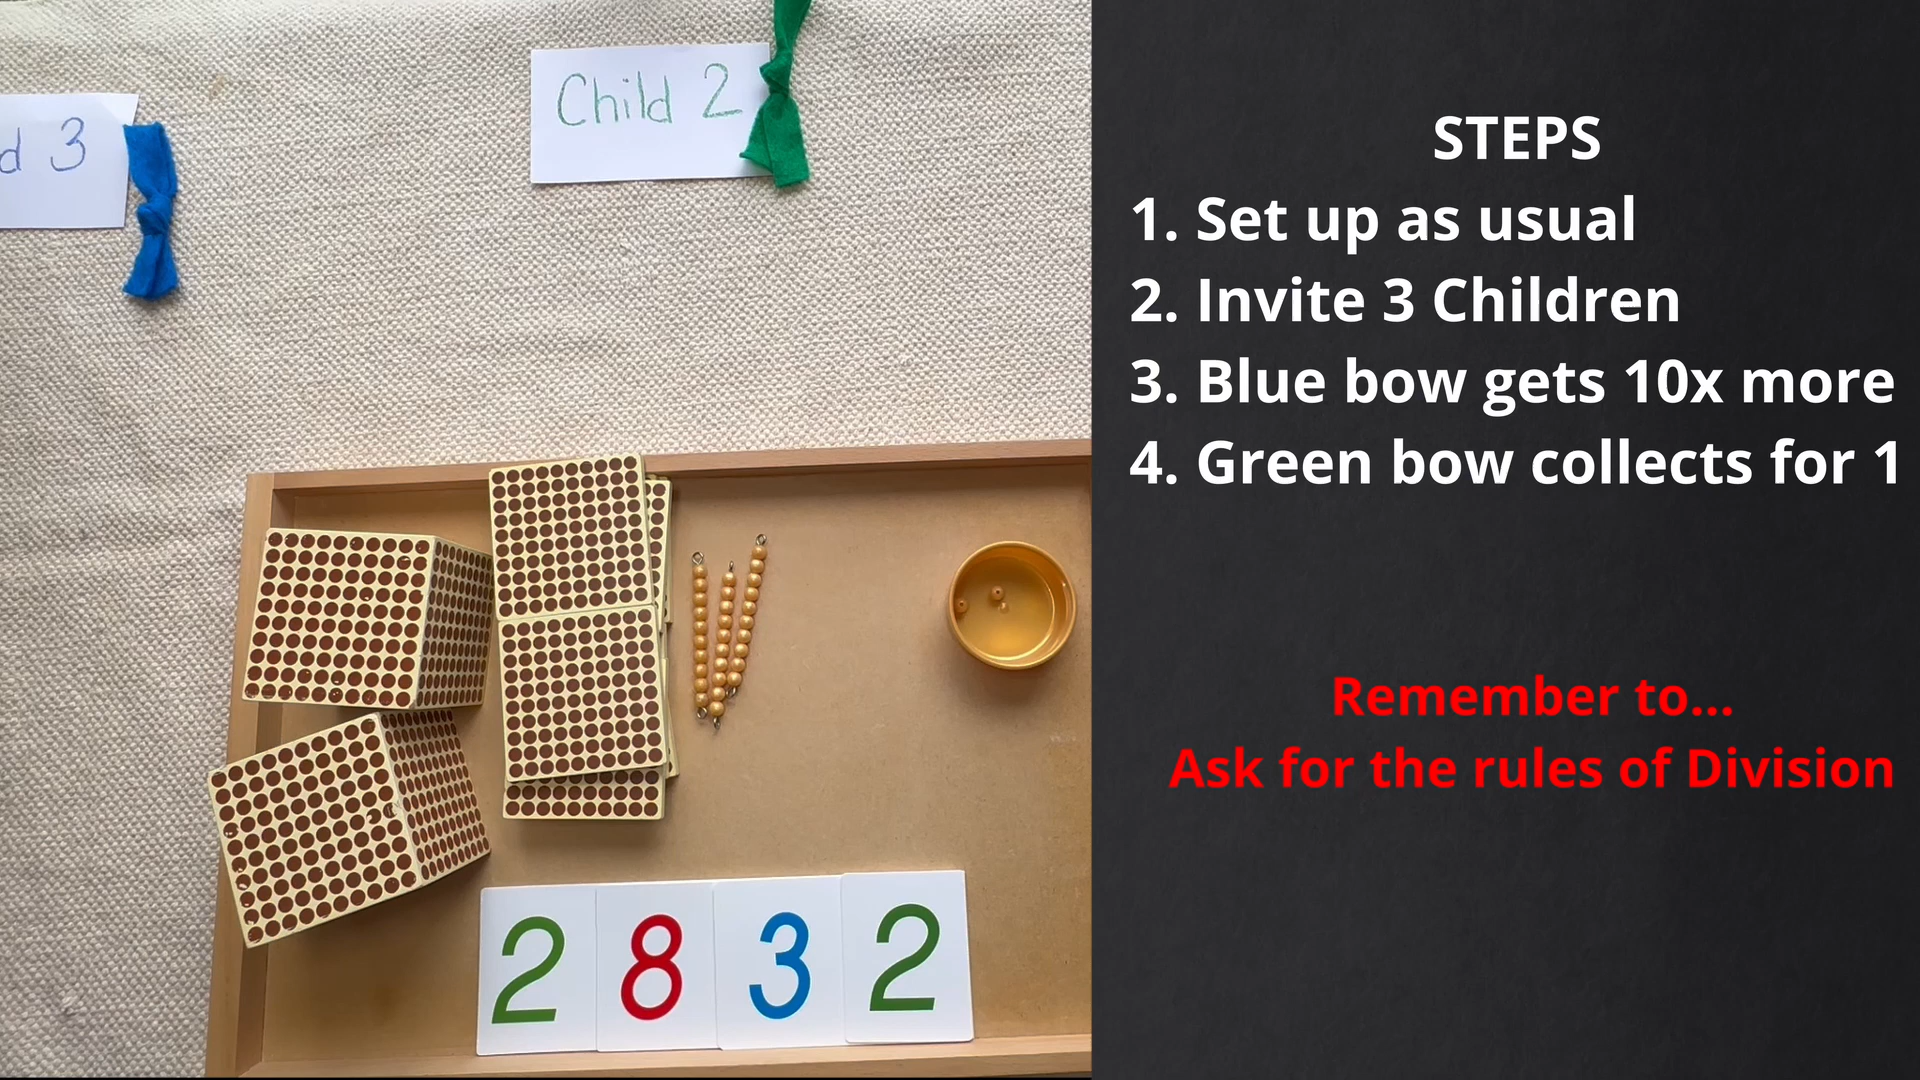 Child 2
d 3
2 8 3 2
STEPS
1. Set up as usual
2. Invite 3 Children
3. Blue bow gets 10x more
4. Green bow collects for 1
Remember to...
Ask for the rules of Division